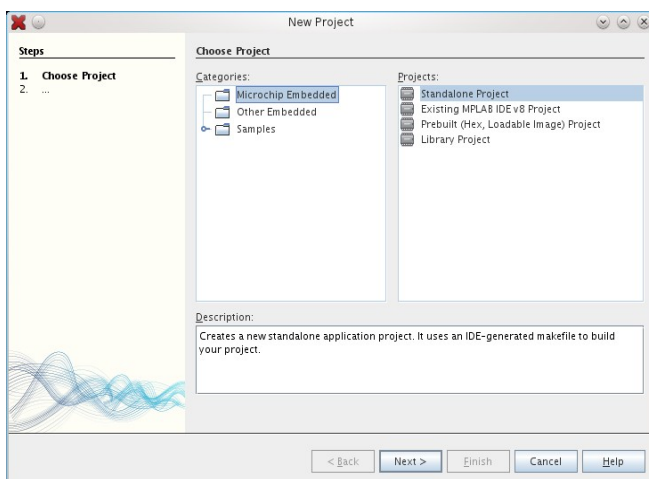 New Project
Steps
1. Choose Project
2. ...
Choose Project
Categories:
Microchip Embedded
Other Embedded
Samples
Projects:
Standalone Project
Existing MPLAB IDE v8 Project
Prebuilt (Hex, Loadable Image) Project
Library Project
Description:
Creates a new standalone application project. It uses an IDE-generated makefile to build
your project.
< Back
Next >
Finish
Cancel
Help